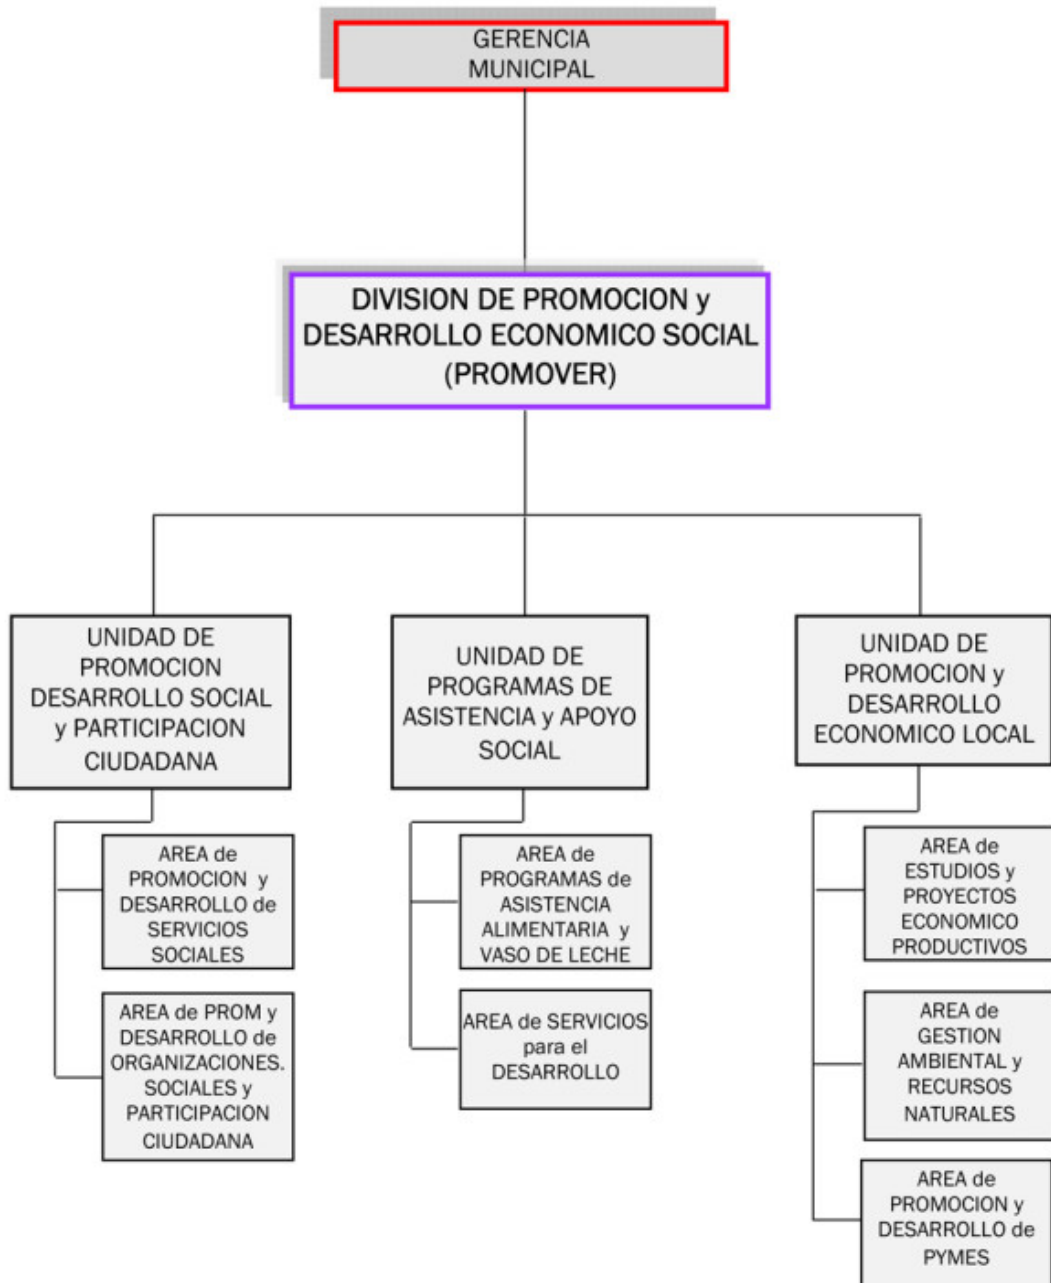 GERENCIA
MUNICIPAL
DIVISION DE PROMOCION y
DESARROLLO ECONOMICO SOCIAL
(PROMOVER)
UNIDAD DE
PROMOCION
DESARROLLO SOCIAL
y PARTICIPACION
CIUDADANA
AREA de
PROMOCION y
DESARROLLO de
SERVICIOS
SOCIALES
AREA de PROM y
DESARROLLO de
ORGANIZACIONES.
SOCIALES y
PARTICIPACION
CIUDADANA
UNIDAD DE
PROGRAMAS DE
ASISTENCIA y APOYO
SOCIAL
AREA de
PROGRAMAS de
ASISTENCIA
ALIMENTARIA y
VASO DE LECHE
AREA de SERVICIOS
para el
DESARROLLO
UNIDAD DE
PROMOCION y
DESARROLLO
ECONOMICO LOCAL
AREA de
ESTUDIOS y
PROYECTOS
ECONOMICO
PRODUCTIVOS
AREA de
GESTION
AMBIENTAL y
RECURSOS
NATURALES
AREA de
PROMOCION y
DESARROLLO de
PYMES